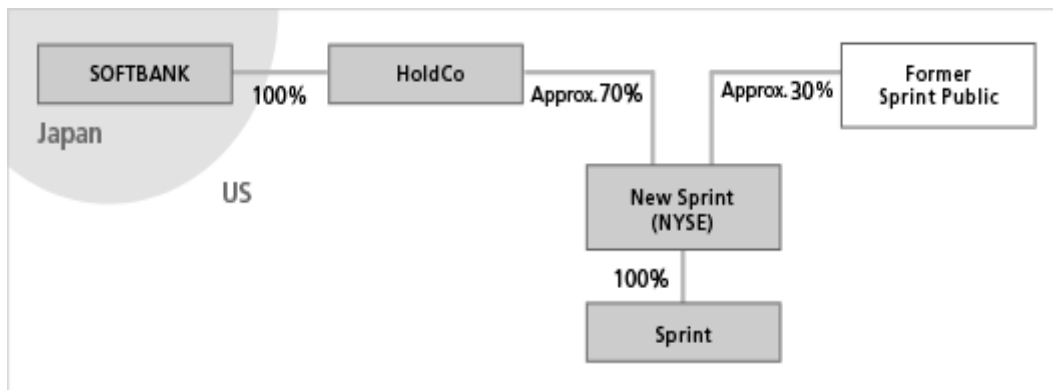 SOFTBANK
100%
HoldCo
Approx.70%
Approx.30%
Former
Sprint Public
Japan
US
New Sprint
(NYSE)
100%
Sprint